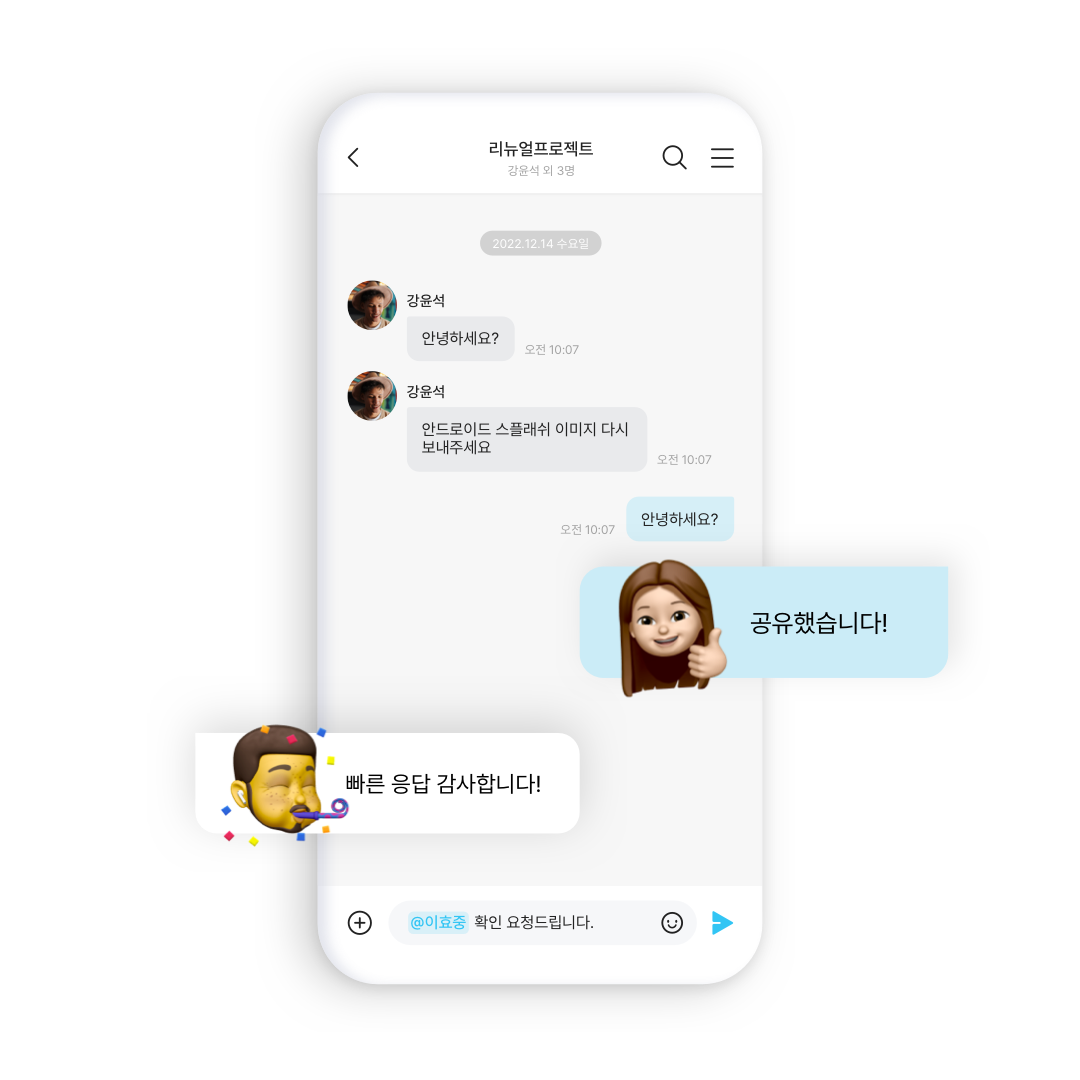 리뉴얼프로젝트
강윤석 외 3명
2022.12.14 수요일
강윤석
안녕하세요?
오전 10:07
강윤석
안드로이드 스플래쉬 이미지 다시
보내주세요
오전 10:07
안녕하세요?
오전 10:07
공유했습니다!
빠른 응답 감사합니다!
@이효중 확인 요청드립니다.